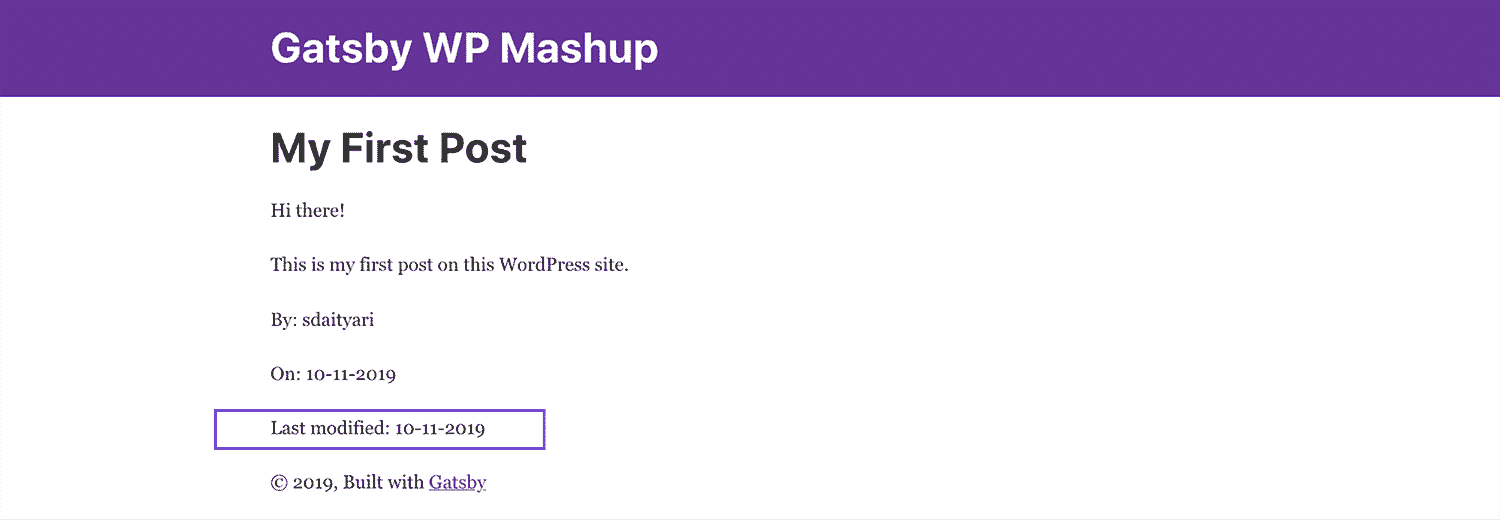 Gatsby WP Mashup
My First Post
Hi there!
This is my first post on this WordPress site.
By: sdaityari
On: 10-11-2019
Last modified: 10-11-2019
© 2019, Built with Gatsby